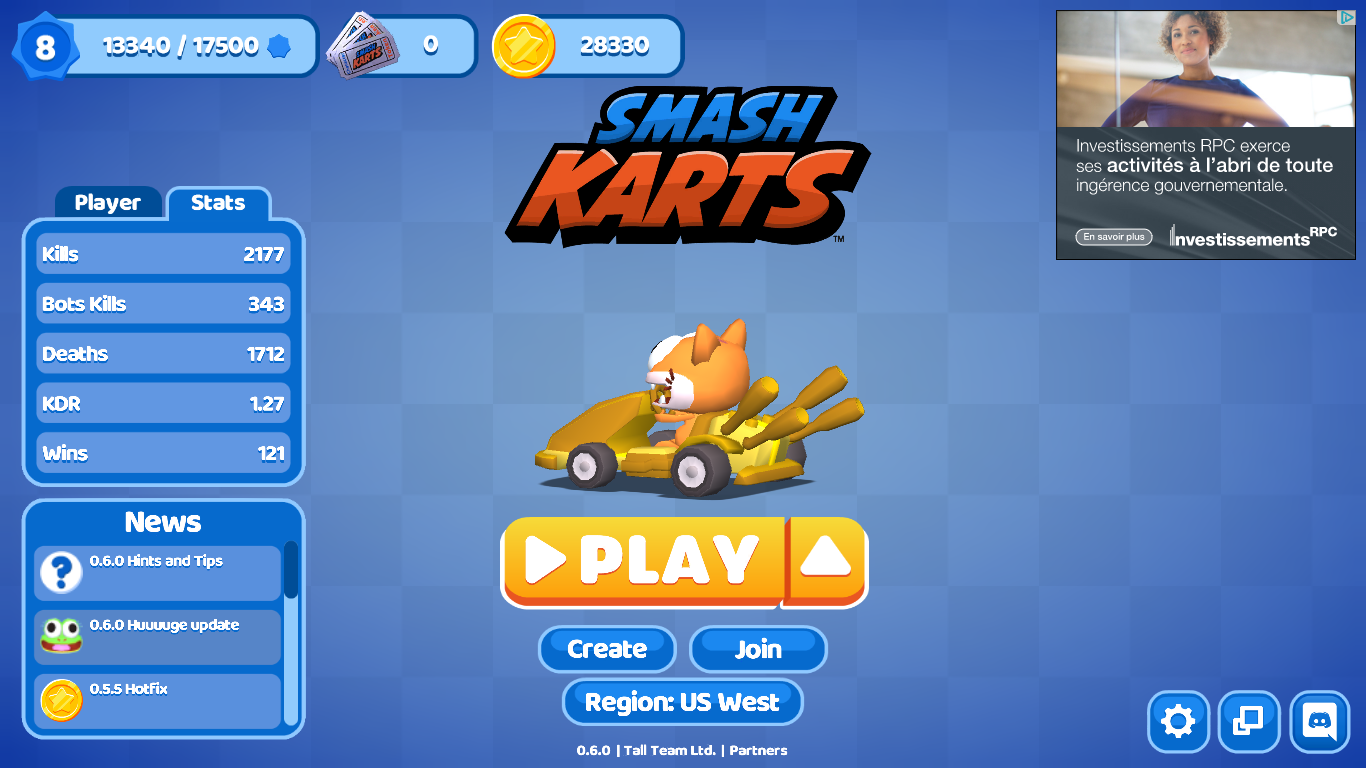 8
13340 / 17500
SMASH KARTS
0
28330
SMASH
KARTS™
Investissements RPC exerce
ses activités à l'abri de toute
ingérence gouvernementale.
En savoir plus
Investissements RPC
Player
Stats
Kills 2177
Bots Kills 343
Deaths 1712
KDR 1.27
Wins 121
News
0.6.0 Hints and Tips
0.6.0 Huuuuge update
0.5.5 Hotfix
PLAY
Create
Join
Region: US West
0.6.0 | Tall Team Ltd. | Partners